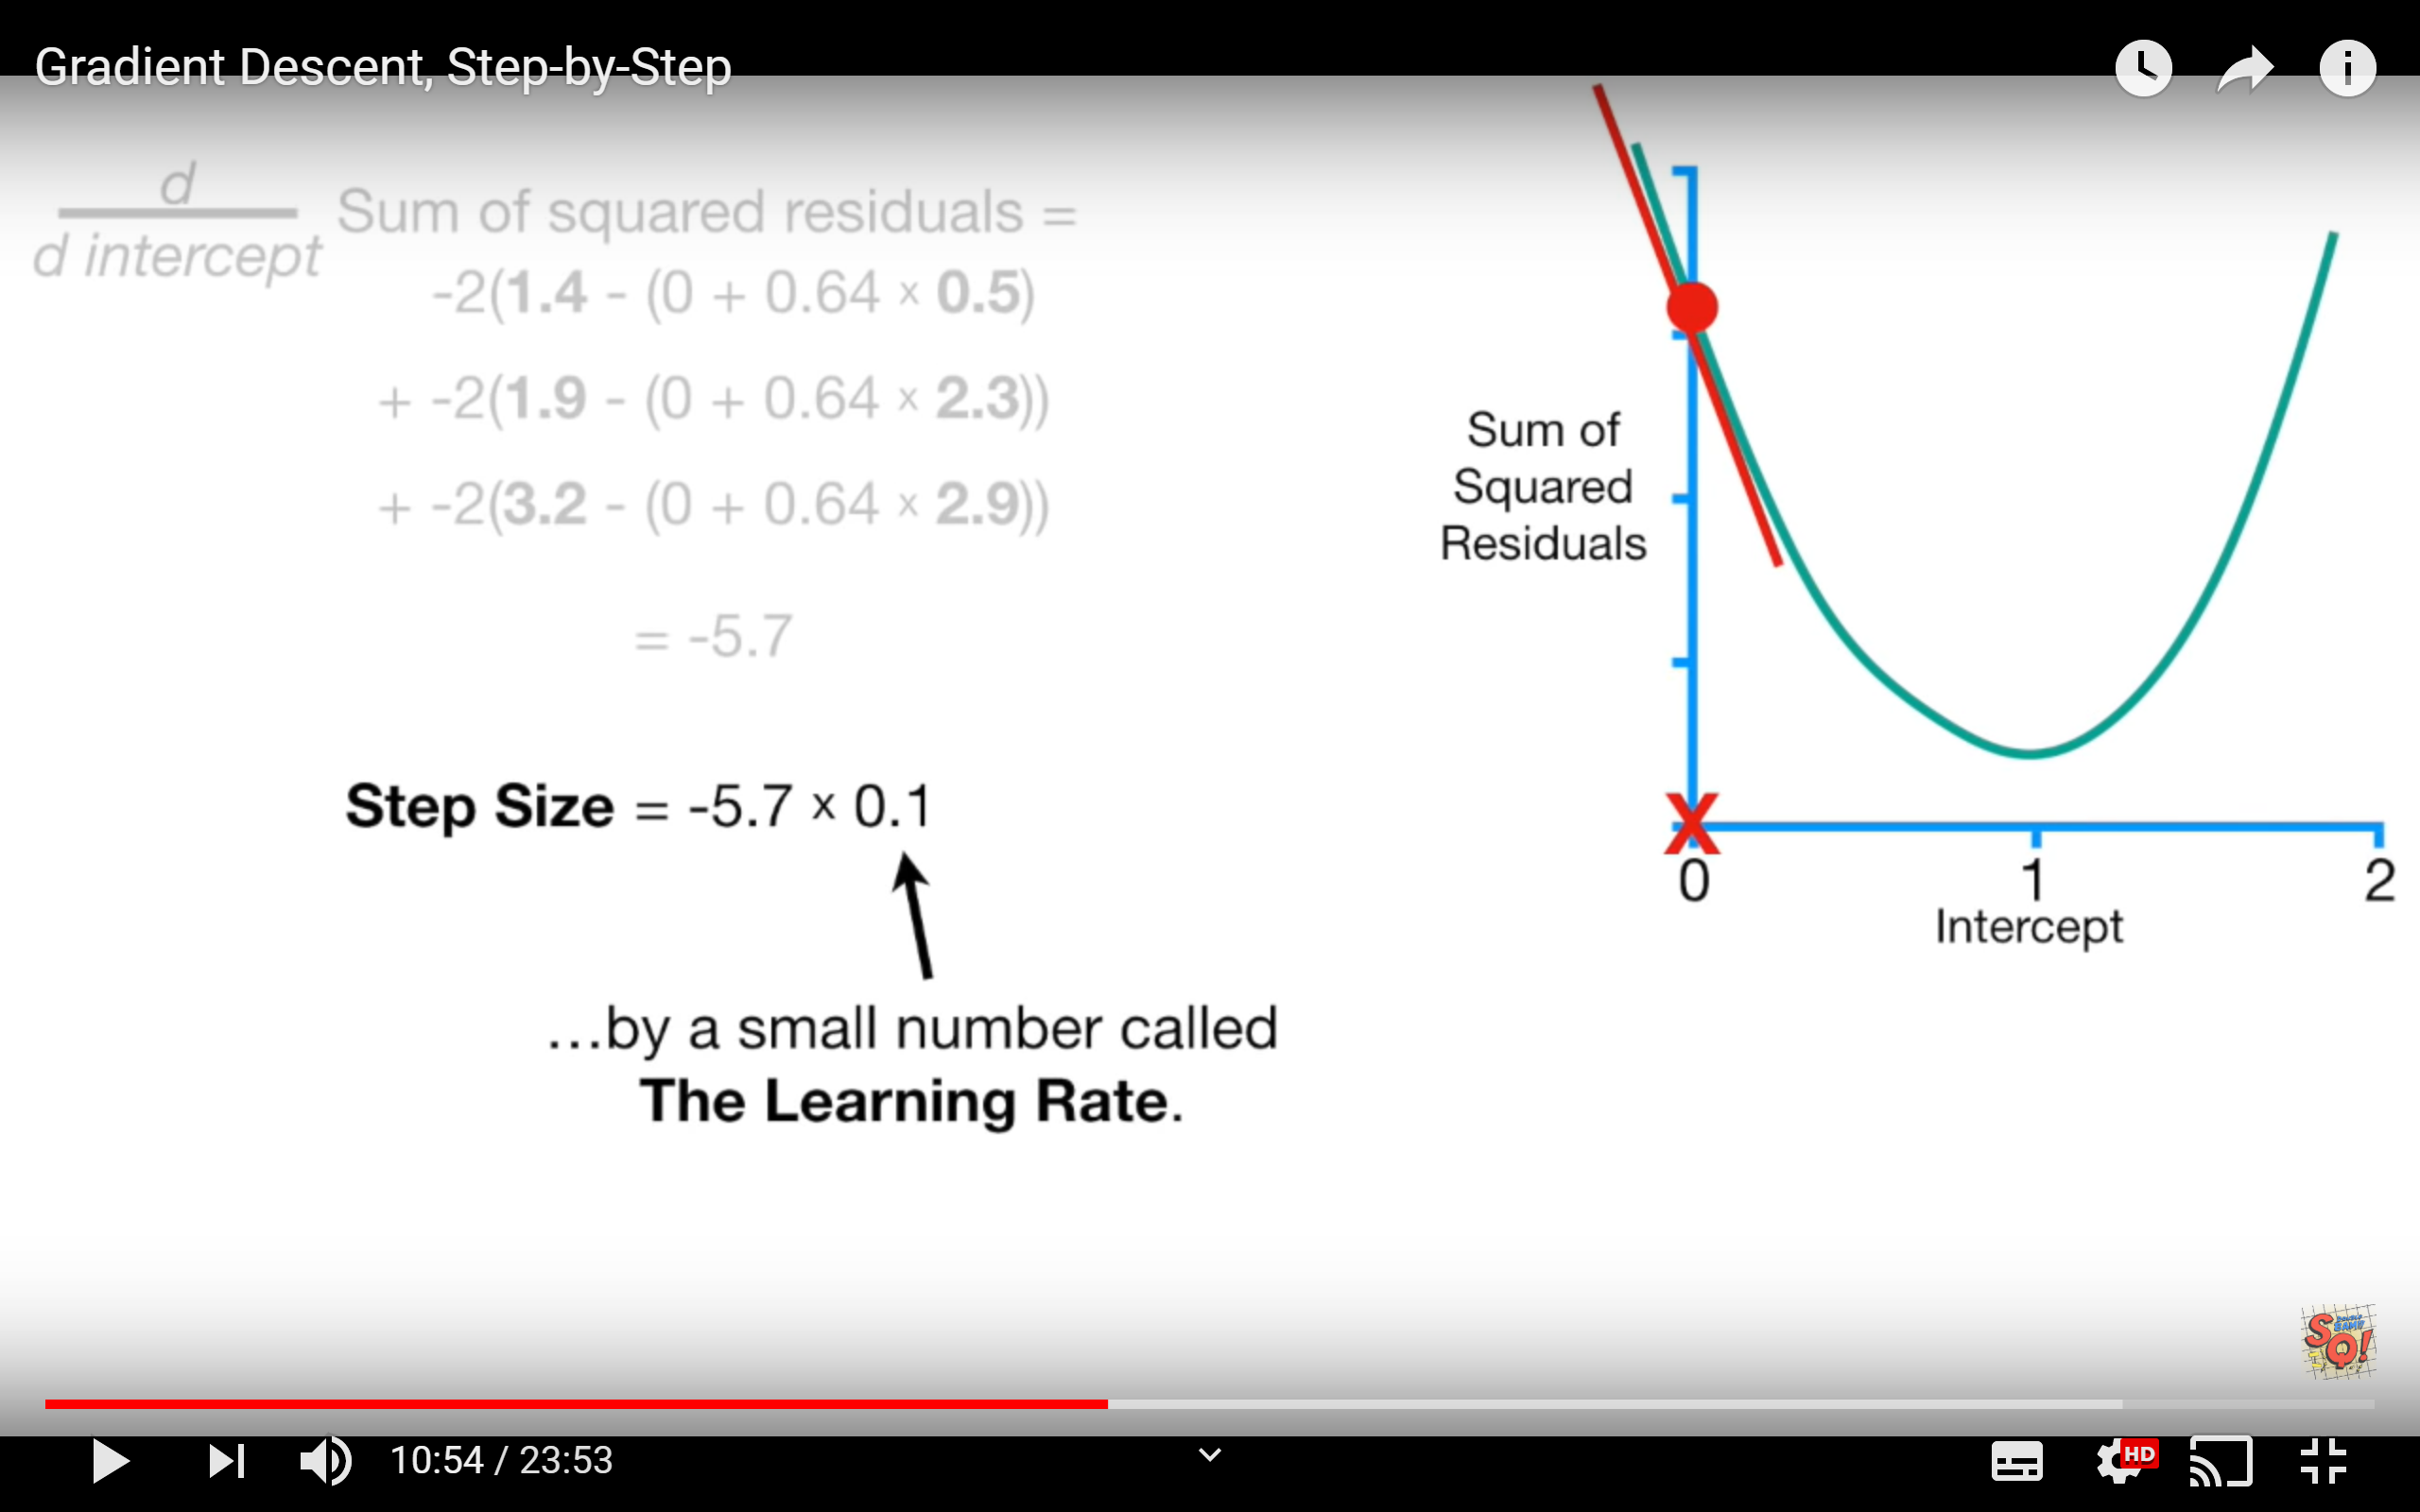 Gradient Descent, Step-by-Step
d
d intercept
Sum of squared residuals =
-2(1.4 - (0 + 0.64 × 0.5)
+ -2(1.9 - (0 + 0.64 × 2.3))
+ -2(3.2 - (0 + 0.64 × 2.9))
= -5.7
Step Size = -5.7 × 0.1
...by a small number called
The Learning Rate.
Sum of
Squared
Residuals
X
0 1 2
Intercept
SQ!
10:54 / 23:53
HD